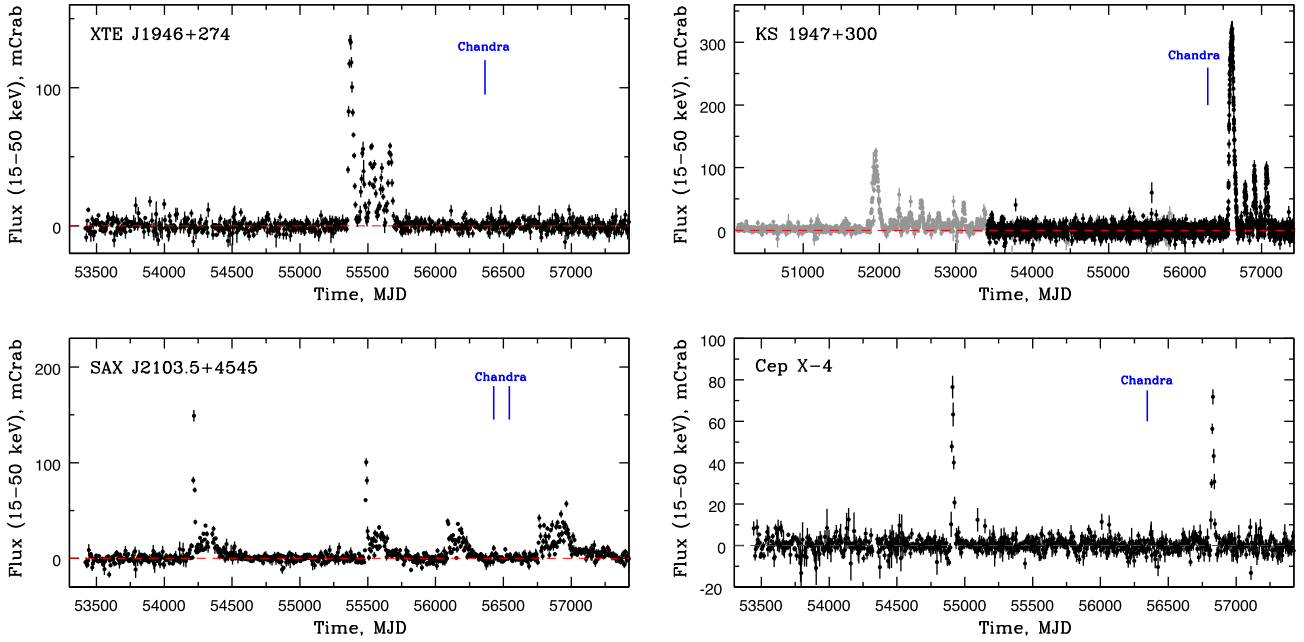 XTE J1946+274
Chandra
Flux (15-50 keV), mCrab
100
0
53500 54000 54500 55000 55500 56000 56500 57000
Time, MJD
KS 1947+300
Chandra
Flux (15-50 keV), mCrab
300
200
100
0
51000 52000 53000 54000 55000 56000 57000
Time, MJD
SAX J2103.5+4545
Chandra
Flux (15-50 keV), mCrab
200
100
0
53500 54000 54500 55000 55500 56000 56500 57000
Time, MJD
Cep X-4
Chandra
Flux (15-50 keV), mCrab
100
80
60
40
20
0
-20
53500 54000 54500 55000 55500 56000 56500 57000
Time, MJD